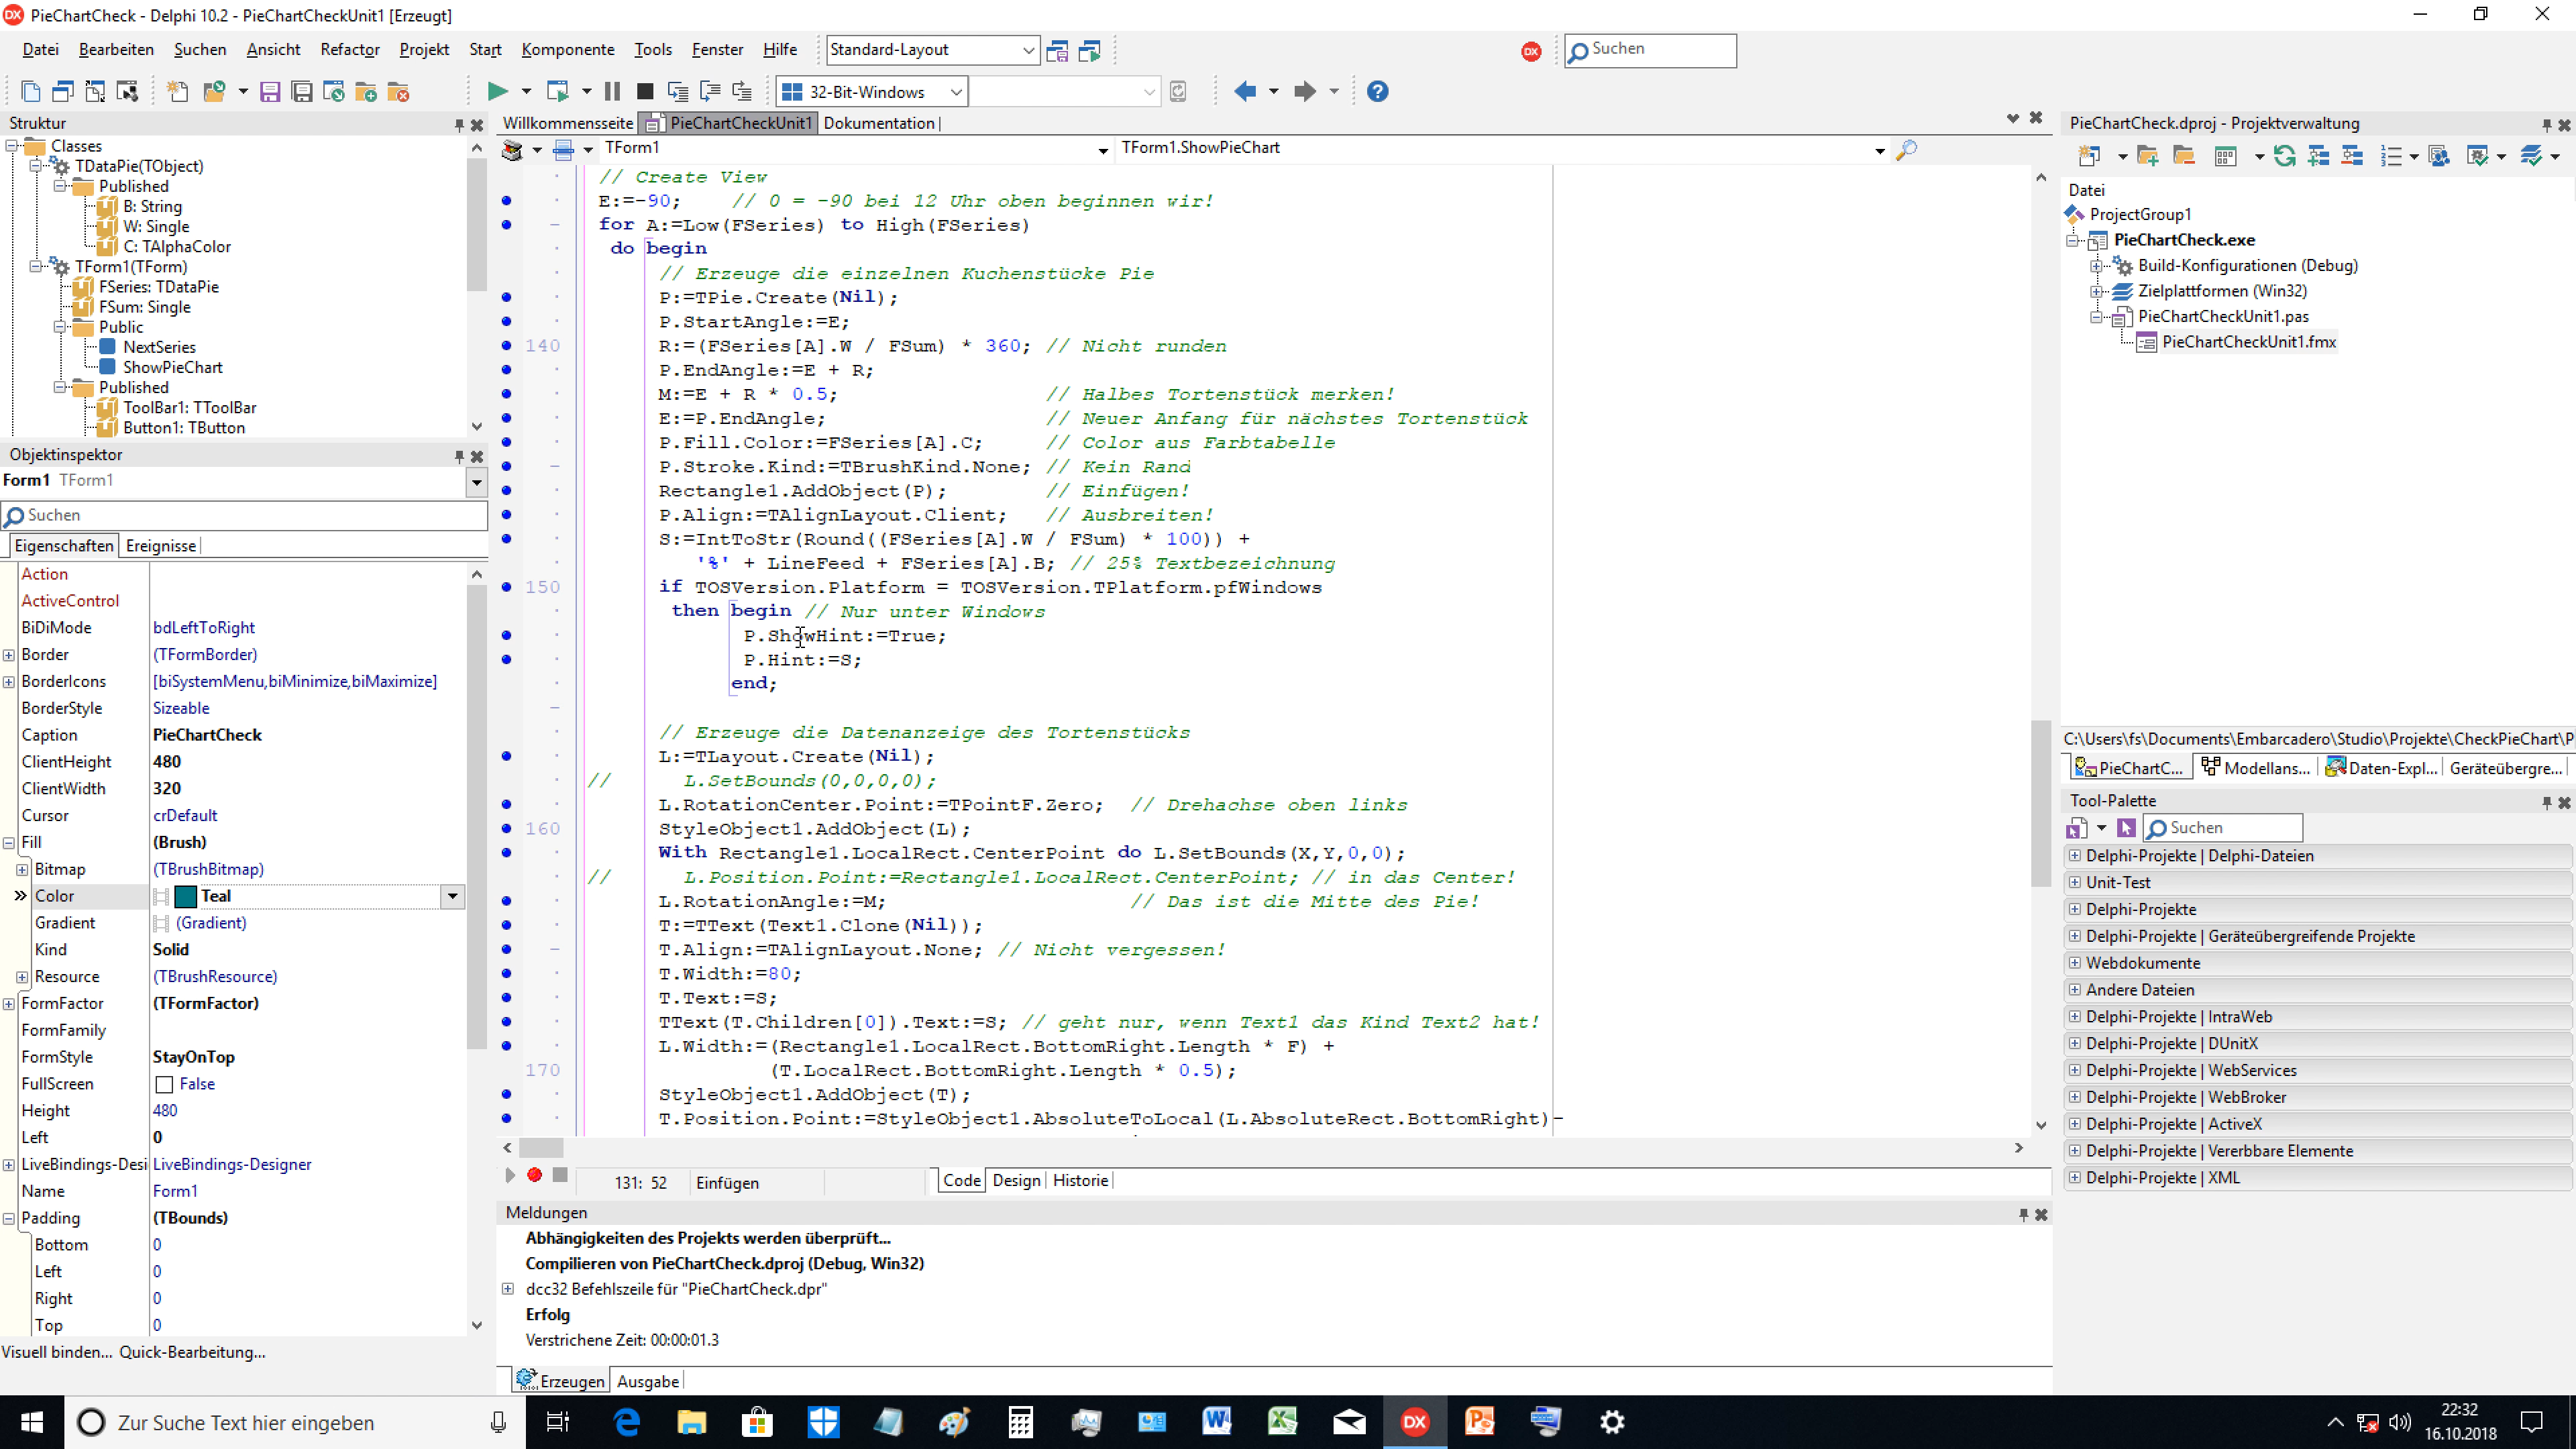 PieChartCheck - Delphi 10.2 - PieChartCheckUnit1 [Erzeugt]
Datei Bearbeiten Suchen Ansicht Refactor Projekt Start Komponente Tools Fenster Hilfe Standard-Layout Suchen
32-Bit-Windows
Struktur
Classes
TDataPie(TObject)
Published
B: String
W: Single
C: TAlphaColor
TForm1(TForm)
FSeries: TDataPie
FSum: Single
Public
NextSeries
ShowPieChart
Published
ToolBar1: TToolBar
Button1: TButton
Objektinspektor
Form1 TForm1
Suchen
Eigenschaften Ereignisse
Action
ActiveControl
BiDiMode bdLeftToRight
Border (TFormBorder)
BorderIcons [biSystemMenu,biMinimize,biMaximize]
BorderStyle Sizeable
Caption PieChartCheck
ClientHeight 480
ClientWidth 320
Cursor crDefault
Fill (Brush)
Bitmap (TBrushBitmap)
Color Teal
Gradient (Gradient)
Kind Solid
Resource (TBrushResource)
FormFactor (TFormFactor)
FormFamily
FormStyle StayOnTop
FullScreen False
Height 480
Left 0
LiveBindings-Desi LiveBindings-Designer
Name Form1
Padding (TBounds)
Bottom 0
Left 0
Right 0
Top 0
Visuell binden... Quick-Bearbeitung...
Willkommensseite PieChartCheckUnit1 Dokumentation
TForm1 TForm1.ShowPieChart
// Create View
E:=-90; // 0 = -90 bei 12 Uhr oben beginnen wir!
for A:=Low(FSeries) to High(FSeries)
do begin
// Erzeuge die einzelnen Kuchenstücke Pie
P:=TPie.Create(Nil);
P.StartAngle:=E;
140 R:=(FSeries[A].W / FSum) * 360; // Nicht runden
P.EndAngle:=E + R;
M:=E + R * 0.5; // Halbes Tortenstück merken!
E:=P.EndAngle; // Neuer Anfang für nächstes Tortenstück
P.Fill.Color:=FSeries[A].C; // Color aus Farbtabelle
P.Stroke.Kind:=TBrushKind.None; // Kein Rand
Rectangle1.AddObject(P); // Einfügen!
P.Align:=TAlignLayout.Client; // Ausbreiten!
S:=IntToStr(Round((FSeries[A].W / FSum) * 100)) +
'%' + LineFeed + FSeries[A].B; // 25% Textbezeichnung
150 if TOSVersion.Platform = TOSVersion.TPlatform.pfWindows
then begin // Nur unter Windows
P.ShowHint:=True;
P.Hint:=S;
end;
// Erzeuge die Datenanzeige des Tortenstücks
L:=TLayout.Create(Nil);
// L.SetBounds(0,0,0,0);
L.RotationCenter.Point:=TPointF.Zero; // Drehachse oben links
160 StyleObject1.AddObject(L);
With Rectangle1.LocalRect.CenterPoint do L.SetBounds(X,Y,0,0);
// L.Position.Point:=Rectangle1.LocalRect.CenterPoint; // in das Center!
L.RotationAngle:=M; // Das ist die Mitte des Pie!
T:=TText(Text1.Clone(Nil));
T.Align:=TAlignLayout.None; // Nicht vergessen!
T.Width:=80;
T.Text:=S;
TText(T.Children[0]).Text:=S; // geht nur, wenn Text1 das Kind Text2 hat!
L.Width:=(Rectangle1.LocalRect.BottomRight.Length * F) +
170 (T.LocalRect.BottomRight.Length * 0.5);
StyleObject1.AddObject(T);
T.Position.Point:=StyleObject1.AbsoluteToLocal(L.AbsoluteRect.BottomRight)-
131: 52 Einfügen Code Design Historie
Meldungen
Abhängigkeiten des Projekts werden überprüft...
Compilieren von PieChartCheck.dproj (Debug, Win32)
dcc32 Befehlszeile für "PieChartCheck.dpr"
Erfolg
Verstrichene Zeit: 00:00:01.3
Erzeugen Ausgabe
PieChartCheck.dproj - Projektverwaltung
Datei
ProjectGroup1
PieChartCheck.exe
Build-Konfigurationen (Debug)
Zielplattformen (Win32)
PieChartCheckUnit1.pas
PieChartCheckUnit1.fmx
C:\Users\fs\Documents\Embarcadero\Studio\Projekte\CheckPieChart\P
PieChartC... Modellans... Daten-Expl... Geräteübergre...
Tool-Palette
Suchen
Delphi-Projekte | Delphi-Dateien
Unit-Test
Delphi-Projekte
Delphi-Projekte | Geräteübergreifende Projekte
Webdokumente
Andere Dateien
Delphi-Projekte | IntraWeb
Delphi-Projekte | DUnitX
Delphi-Projekte | WebServices
Delphi-Projekte | WebBroker
Delphi-Projekte | ActiveX
Delphi-Projekte | Vererbbare Elemente
Delphi-Projekte | XML
Zur Suche Text hier eingeben
22:32
16.10.2018